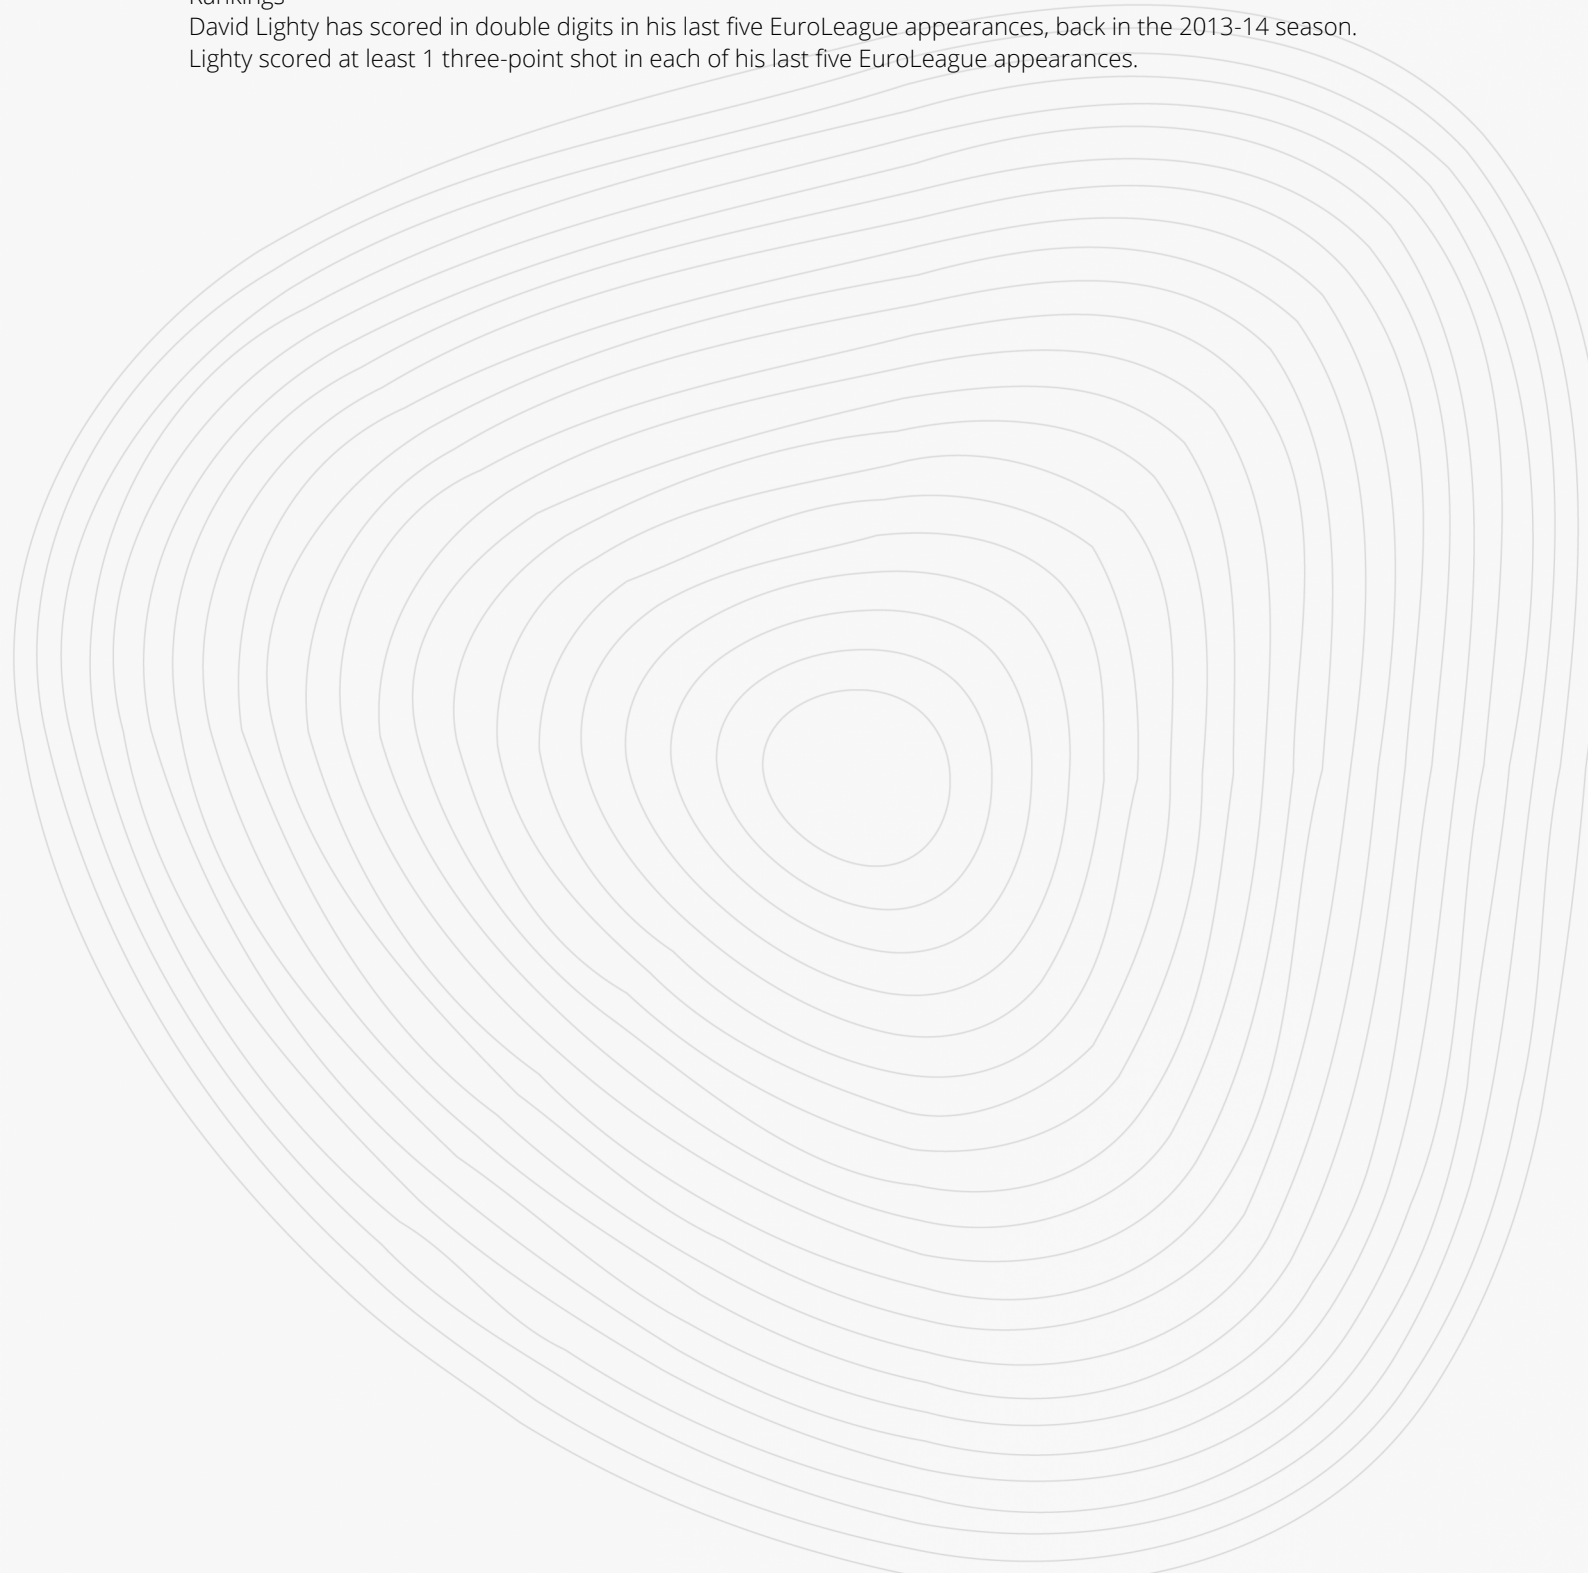 Rankings
David Lighty has scored in double digits in his last five EuroLeague appearances, back in the 2013-14 season.
Lighty scored at least 1 three-point shot in each of his last five EuroLeague appearances.